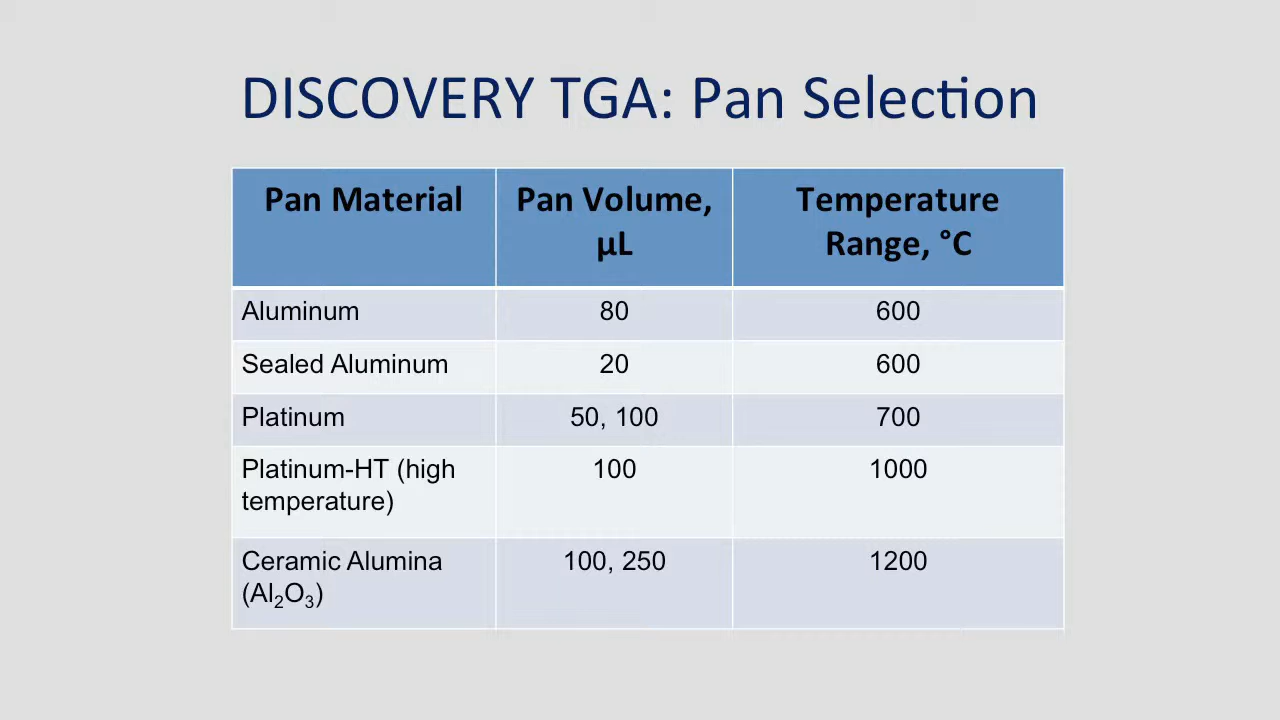 DISCOVERY TGA: Pan Selection
Pan Material
Pan Volume,
µL
Temperature
Range, °C
Aluminum
80
600
Sealed Aluminum
20
600
Platinum
50, 100
700
Platinum-HT (high
temperature)
100
1000
Ceramic Alumina
(Al₂O₃)
100, 250
1200